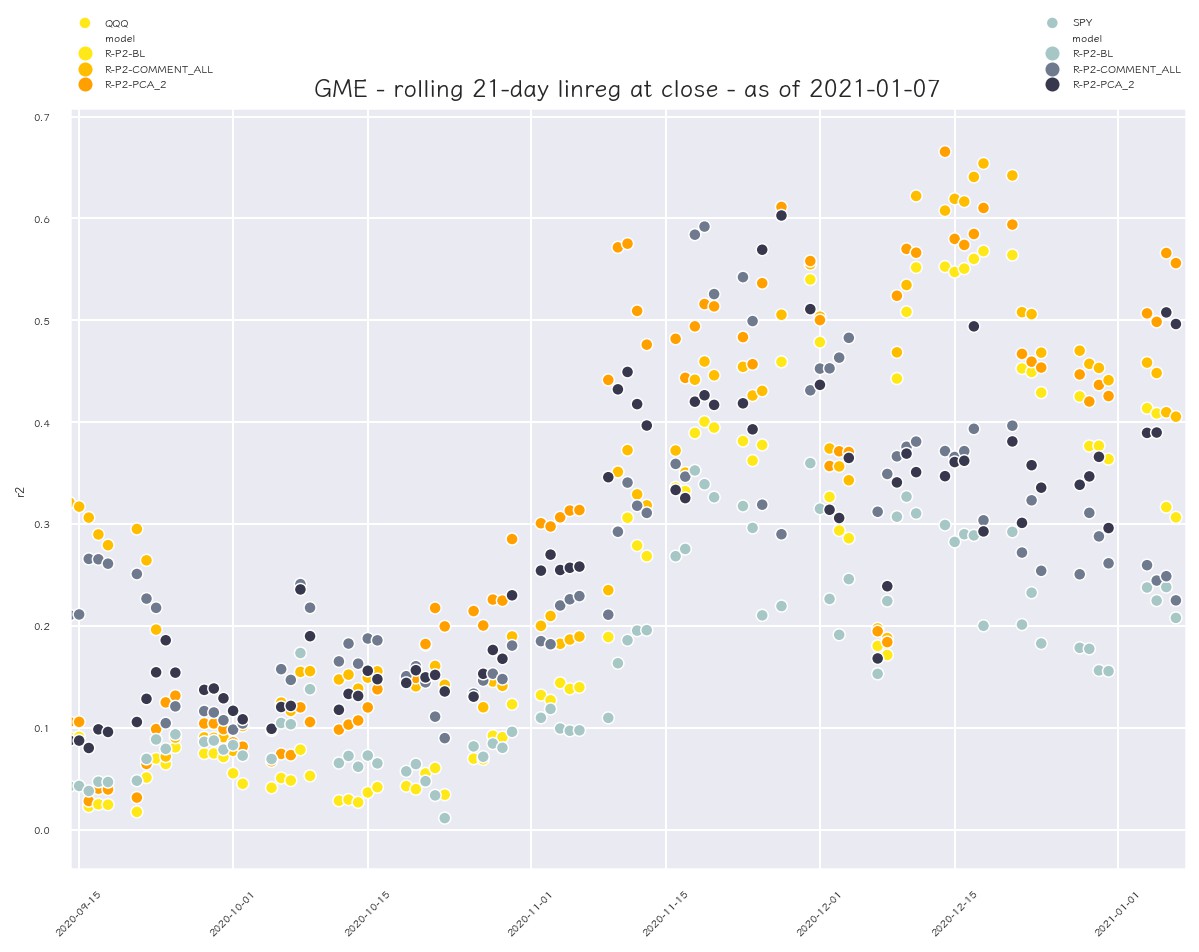 QQQ
model
R-P2-BL
R-P2-COMMENT_ALL
R-P2-PCA_2
SPY
model
R-P2-BL
R-P2-COMMENT_ALL
R-P2-PCA_2
GME - rolling 21-day linreg at close - as of 2021-01-07
0.7
0.6
0.5
0.4
0.3
0.2
0.1
0.0
r2
2020-09-15
2020-10-01
2020-10-15
2020-11-01
2020-11-15
2020-12-01
2020-12-15
2021-01-01